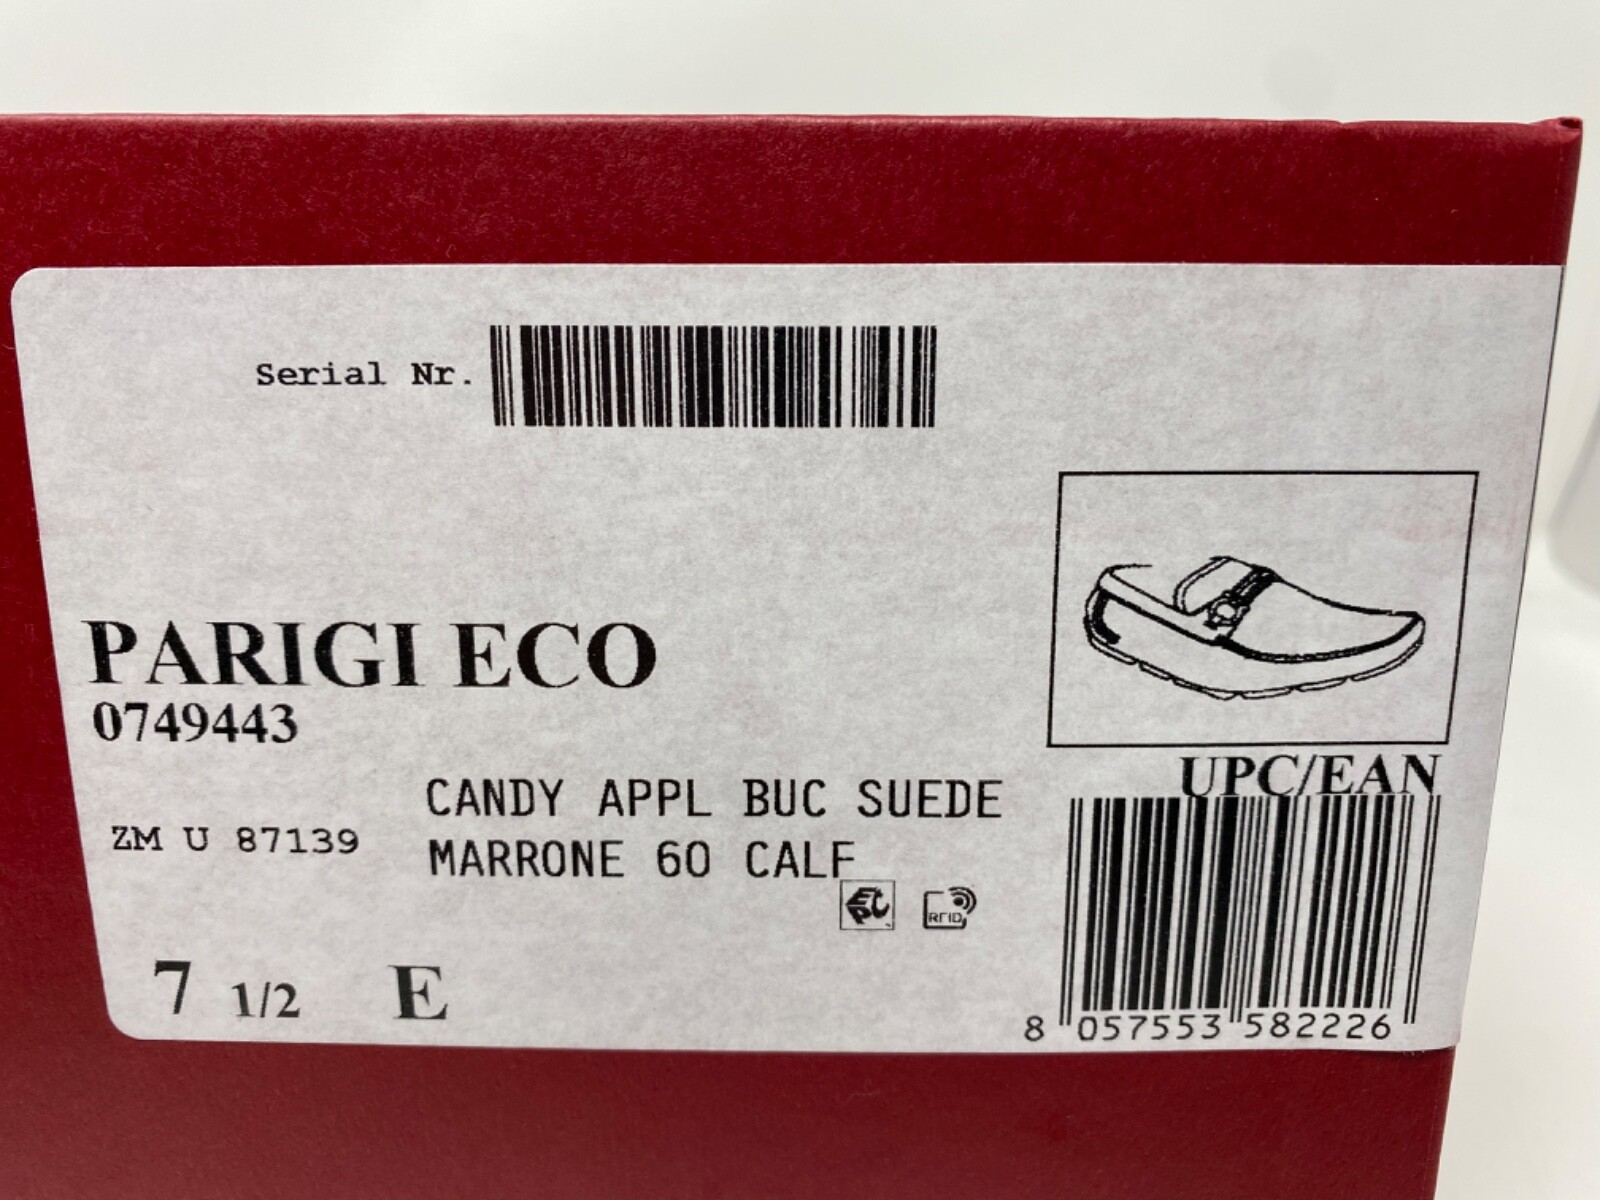 Serial Nr.
PARIGI ECO
0749443
CANDY APPL BUC SUEDE
ZM U 87139
MARRONE 60 CALF
EPC
RFID
7 1/2 E
UPC/EAN
8 057553 582226